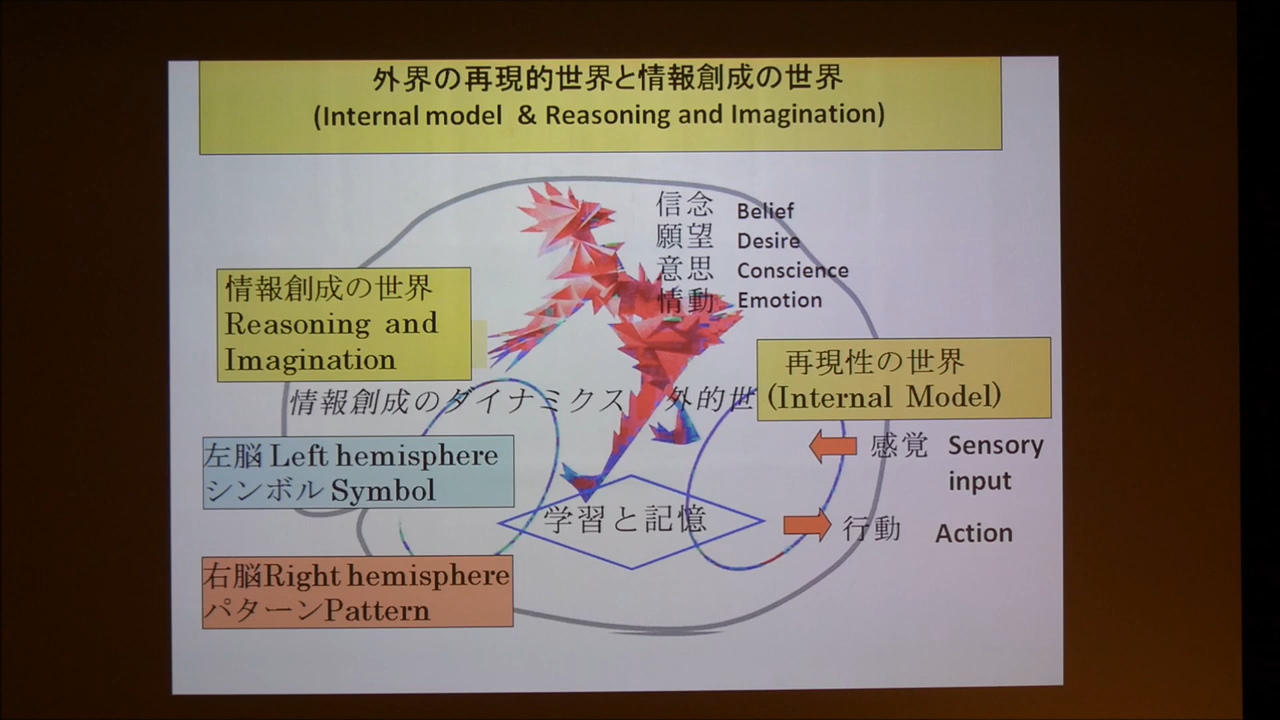 外界の再現的世界と情報創成の世界
(Internal model & Reasoning and Imagination)
信念 Belief
願望 Desire
意思 Conscience
情動 Emotion
情報創成の世界
Reasoning and
Imagination
再現性の世界
(Internal Model)
情報創成のダイナミクス 外的世
左脳 Left hemisphere
シンボル Symbol
感覚 Sensory
input
学習と記憶
行動 Action
右脳Right hemisphere
パターンPattern